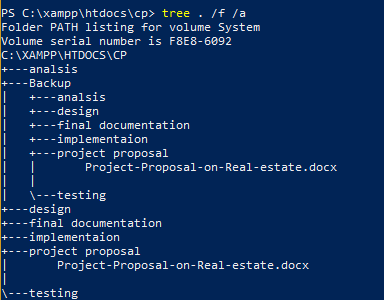 PS C:\xampp\htdocs\cp> tree . /f /a
Folder PATH listing for volume System
Volume serial number is F8E8-6092
C:\XAMPP\HTDOCS\CP
+---analsis
+---Backup
|   +---analsis
|   +---design
|   +---final documentation
|   +---implementaion
|   +---project proposal
|   |       Project-Proposal-on-Real-estate.docx
|   |
|   \---testing
+---design
+---final documentation
+---implementaion
+---project proposal
|       Project-Proposal-on-Real-estate.docx
|
\---testing